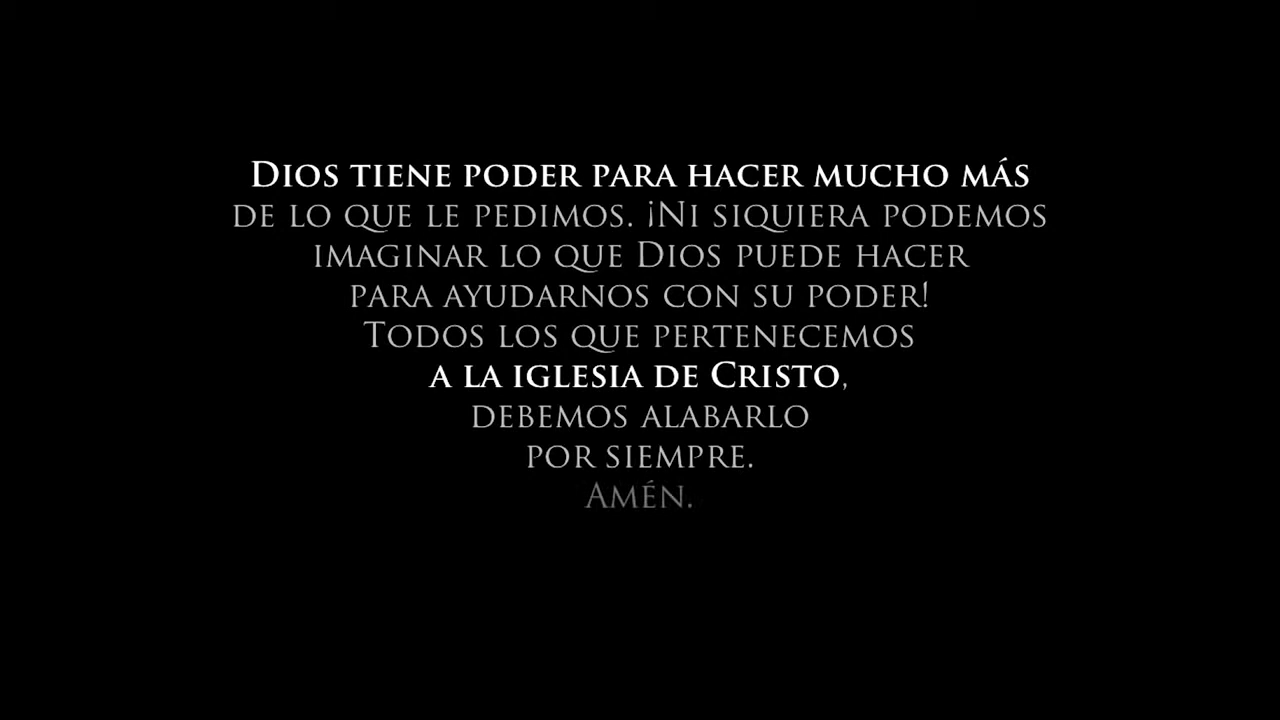 Dios tiene poder para hacer mucho más
de lo que le pedimos. ¡Ni siquiera podemos
imaginar lo que Dios puede hacer
para ayudarnos con su poder!
Todos los que pertenecemos
a la iglesia de Cristo,
debemos alabarlo
por siempre.
Amén.